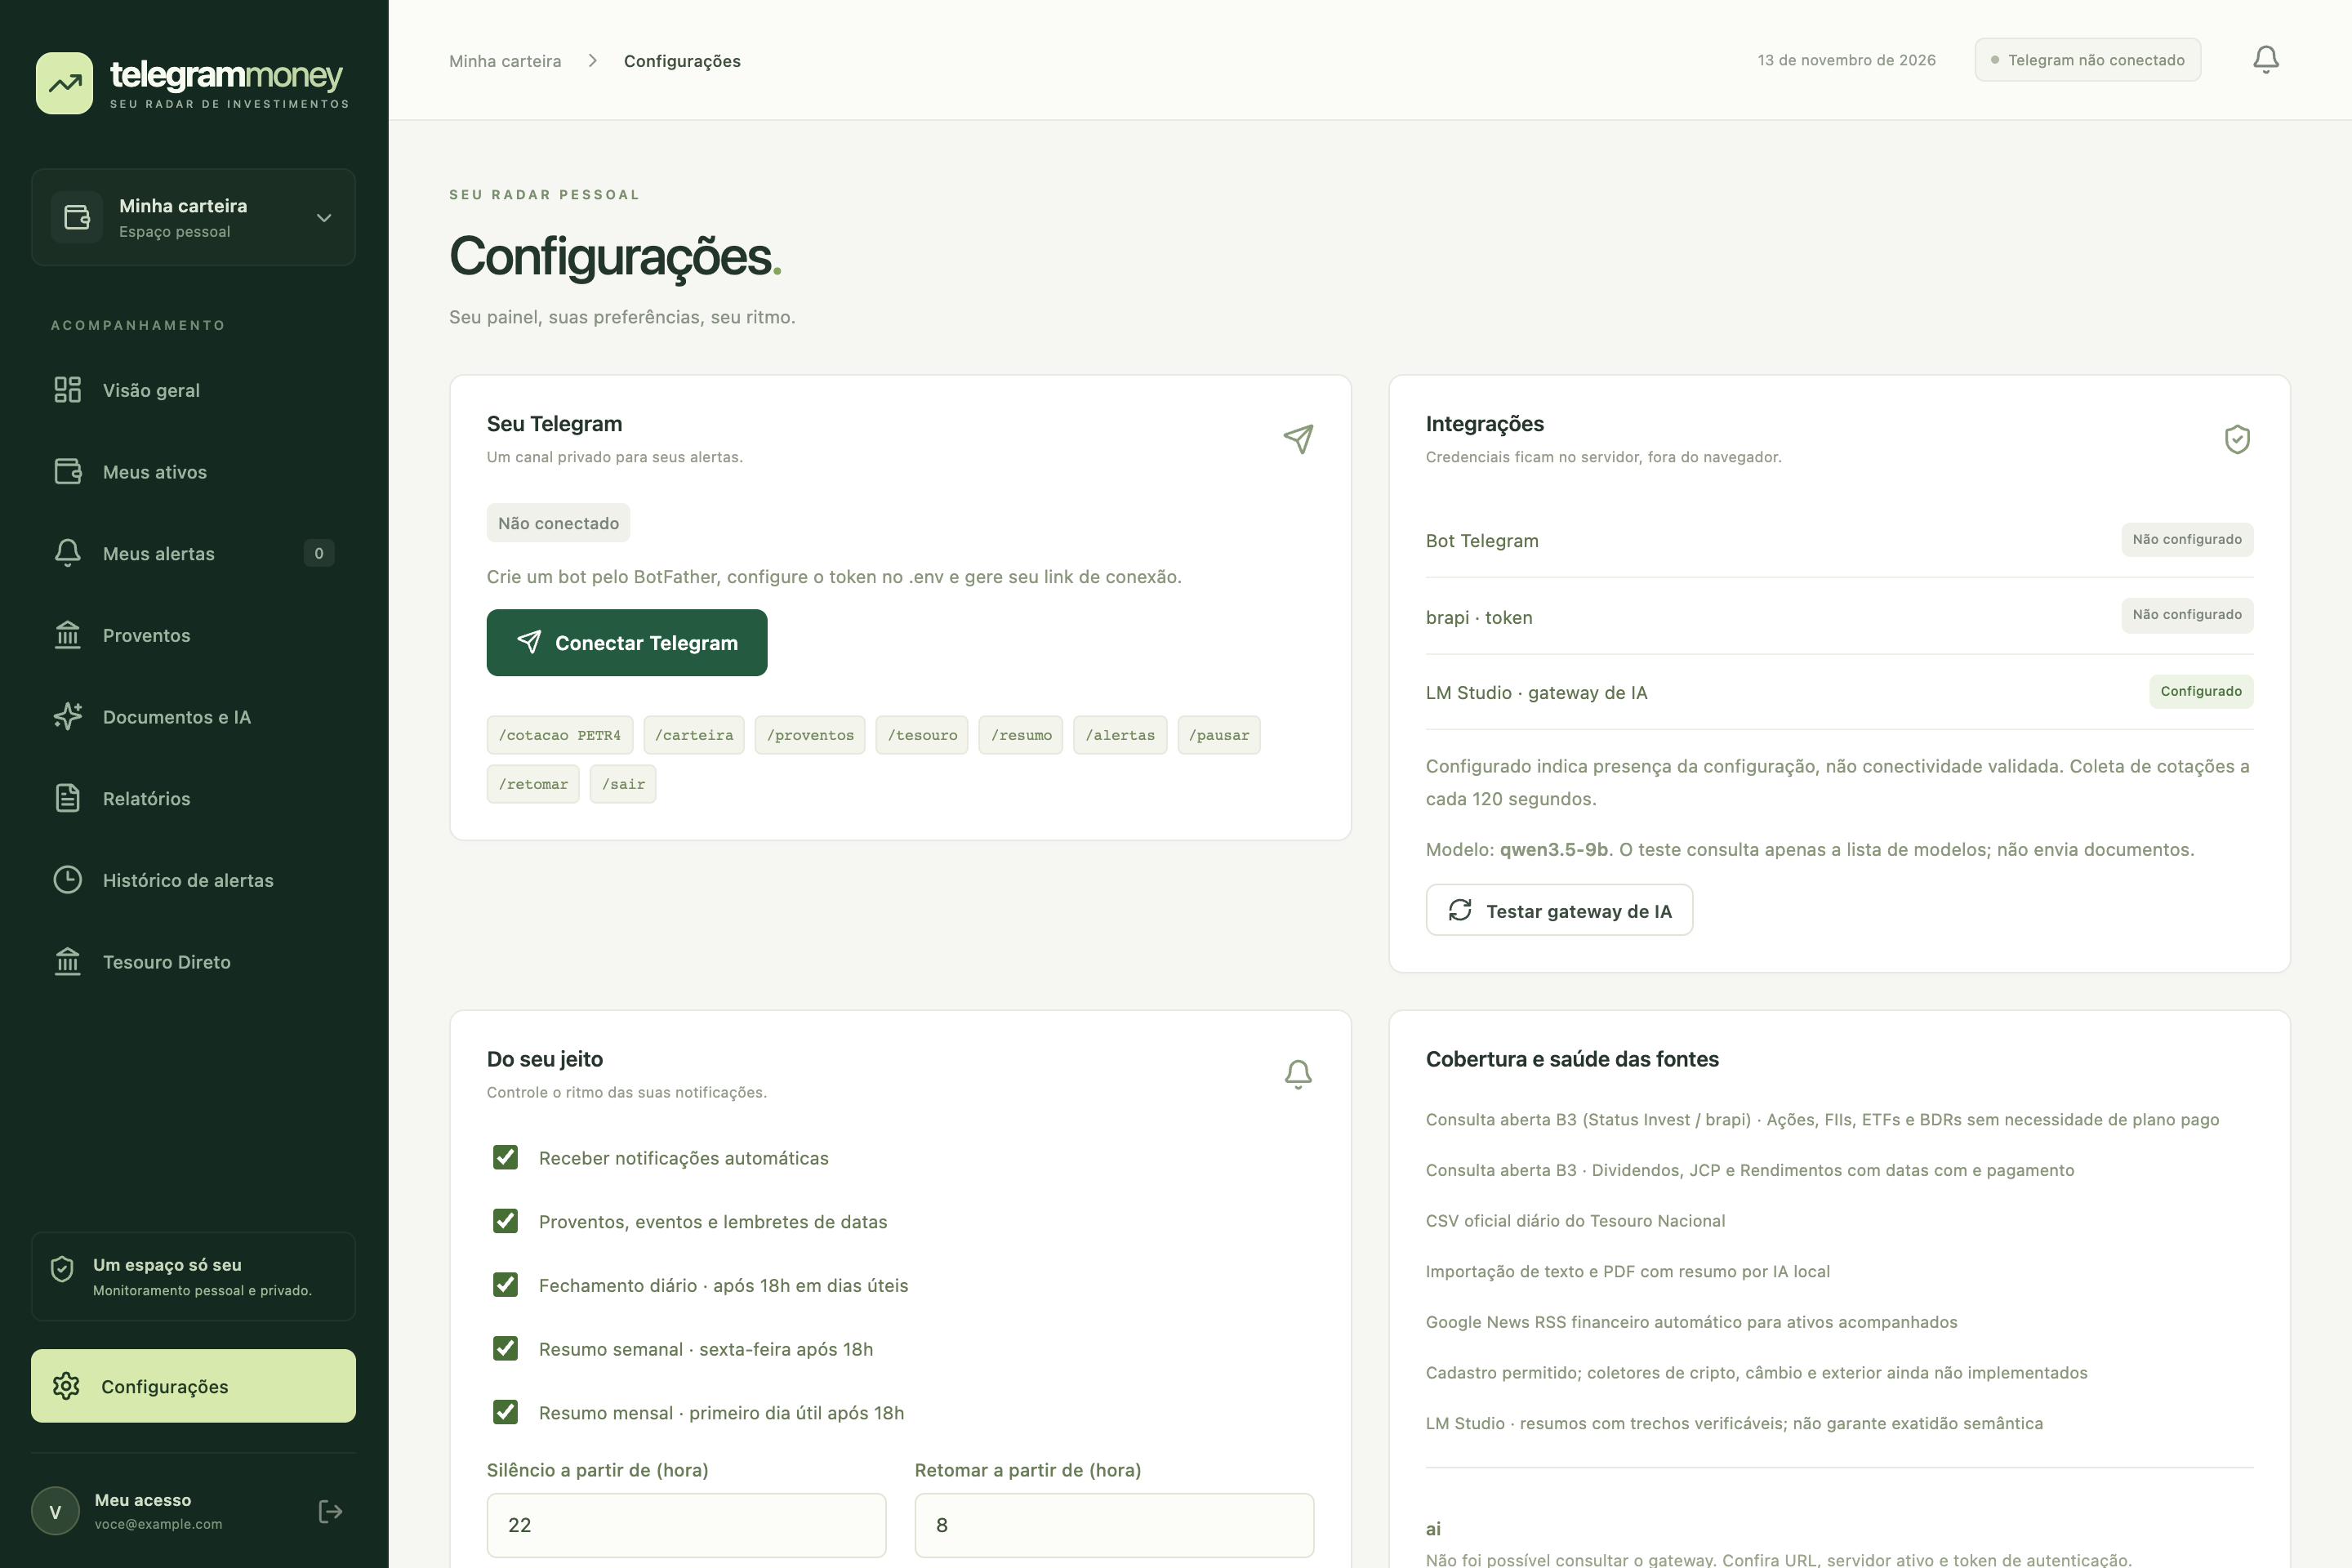 telegrammoney
SEU RADAR DE INVESTIMENTOS
Minha carteira
Espaço pessoal
ACOMPANHAMENTO
Visão geral
Meus ativos
Meus alertas 0
Proventos
Documentos e IA
Relatórios
Histórico de alertas
Tesouro Direto
Um espaço só seu
Monitoramento pessoal e privado.
Configurações
V
Meu acesso
voce@example.com
Minha carteira > Configurações
13 de novembro de 2026
Telegram não conectado
SEU RADAR PESSOAL
Configurações.
Seu painel, suas preferências, seu ritmo.
Seu Telegram
Um canal privado para seus alertas.
Não conectado
Crie um bot pelo BotFather, configure o token no .env e gere seu link de conexão.
Conectar Telegram
/cotacao PETR4 /carteira /proventos /tesouro /resumo /alertas /pausar
/retomar /sair
Integrações
Credenciais ficam no servidor, fora do navegador.
Bot Telegram Não configurado
brapi · token Não configurado
LM Studio · gateway de IA Configurado
Configurado indica presença da configuração, não conectividade validada. Coleta de cotações a
cada 120 segundos.
Modelo: qwen3.5-9b. O teste consulta apenas a lista de modelos; não envia documentos.
Testar gateway de IA
Do seu jeito
Controle o ritmo das suas notificações.
Receber notificações automáticas
Proventos, eventos e lembretes de datas
Fechamento diário · após 18h em dias úteis
Resumo semanal · sexta-feira após 18h
Resumo mensal · primeiro dia útil após 18h
Silêncio a partir de (hora) Retomar a partir de (hora)
22 8
Cobertura e saúde das fontes
Consulta aberta B3 (Status Invest / brapi) · Ações, FIIs, ETFs e BDRs sem necessidade de plano pago
Consulta aberta B3 · Dividendos, JCP e Rendimentos com datas com e pagamento
CSV oficial diário do Tesouro Nacional
Importação de texto e PDF com resumo por IA local
Google News RSS financeiro automático para ativos acompanhados
Cadastro permitido; coletores de cripto, câmbio e exterior ainda não implementados
LM Studio · resumos com trechos verificáveis; não garante exatidão semântica
ai
Não foi possível consultar o gateway. Confira URL, servidor ativo e token de autenticação.